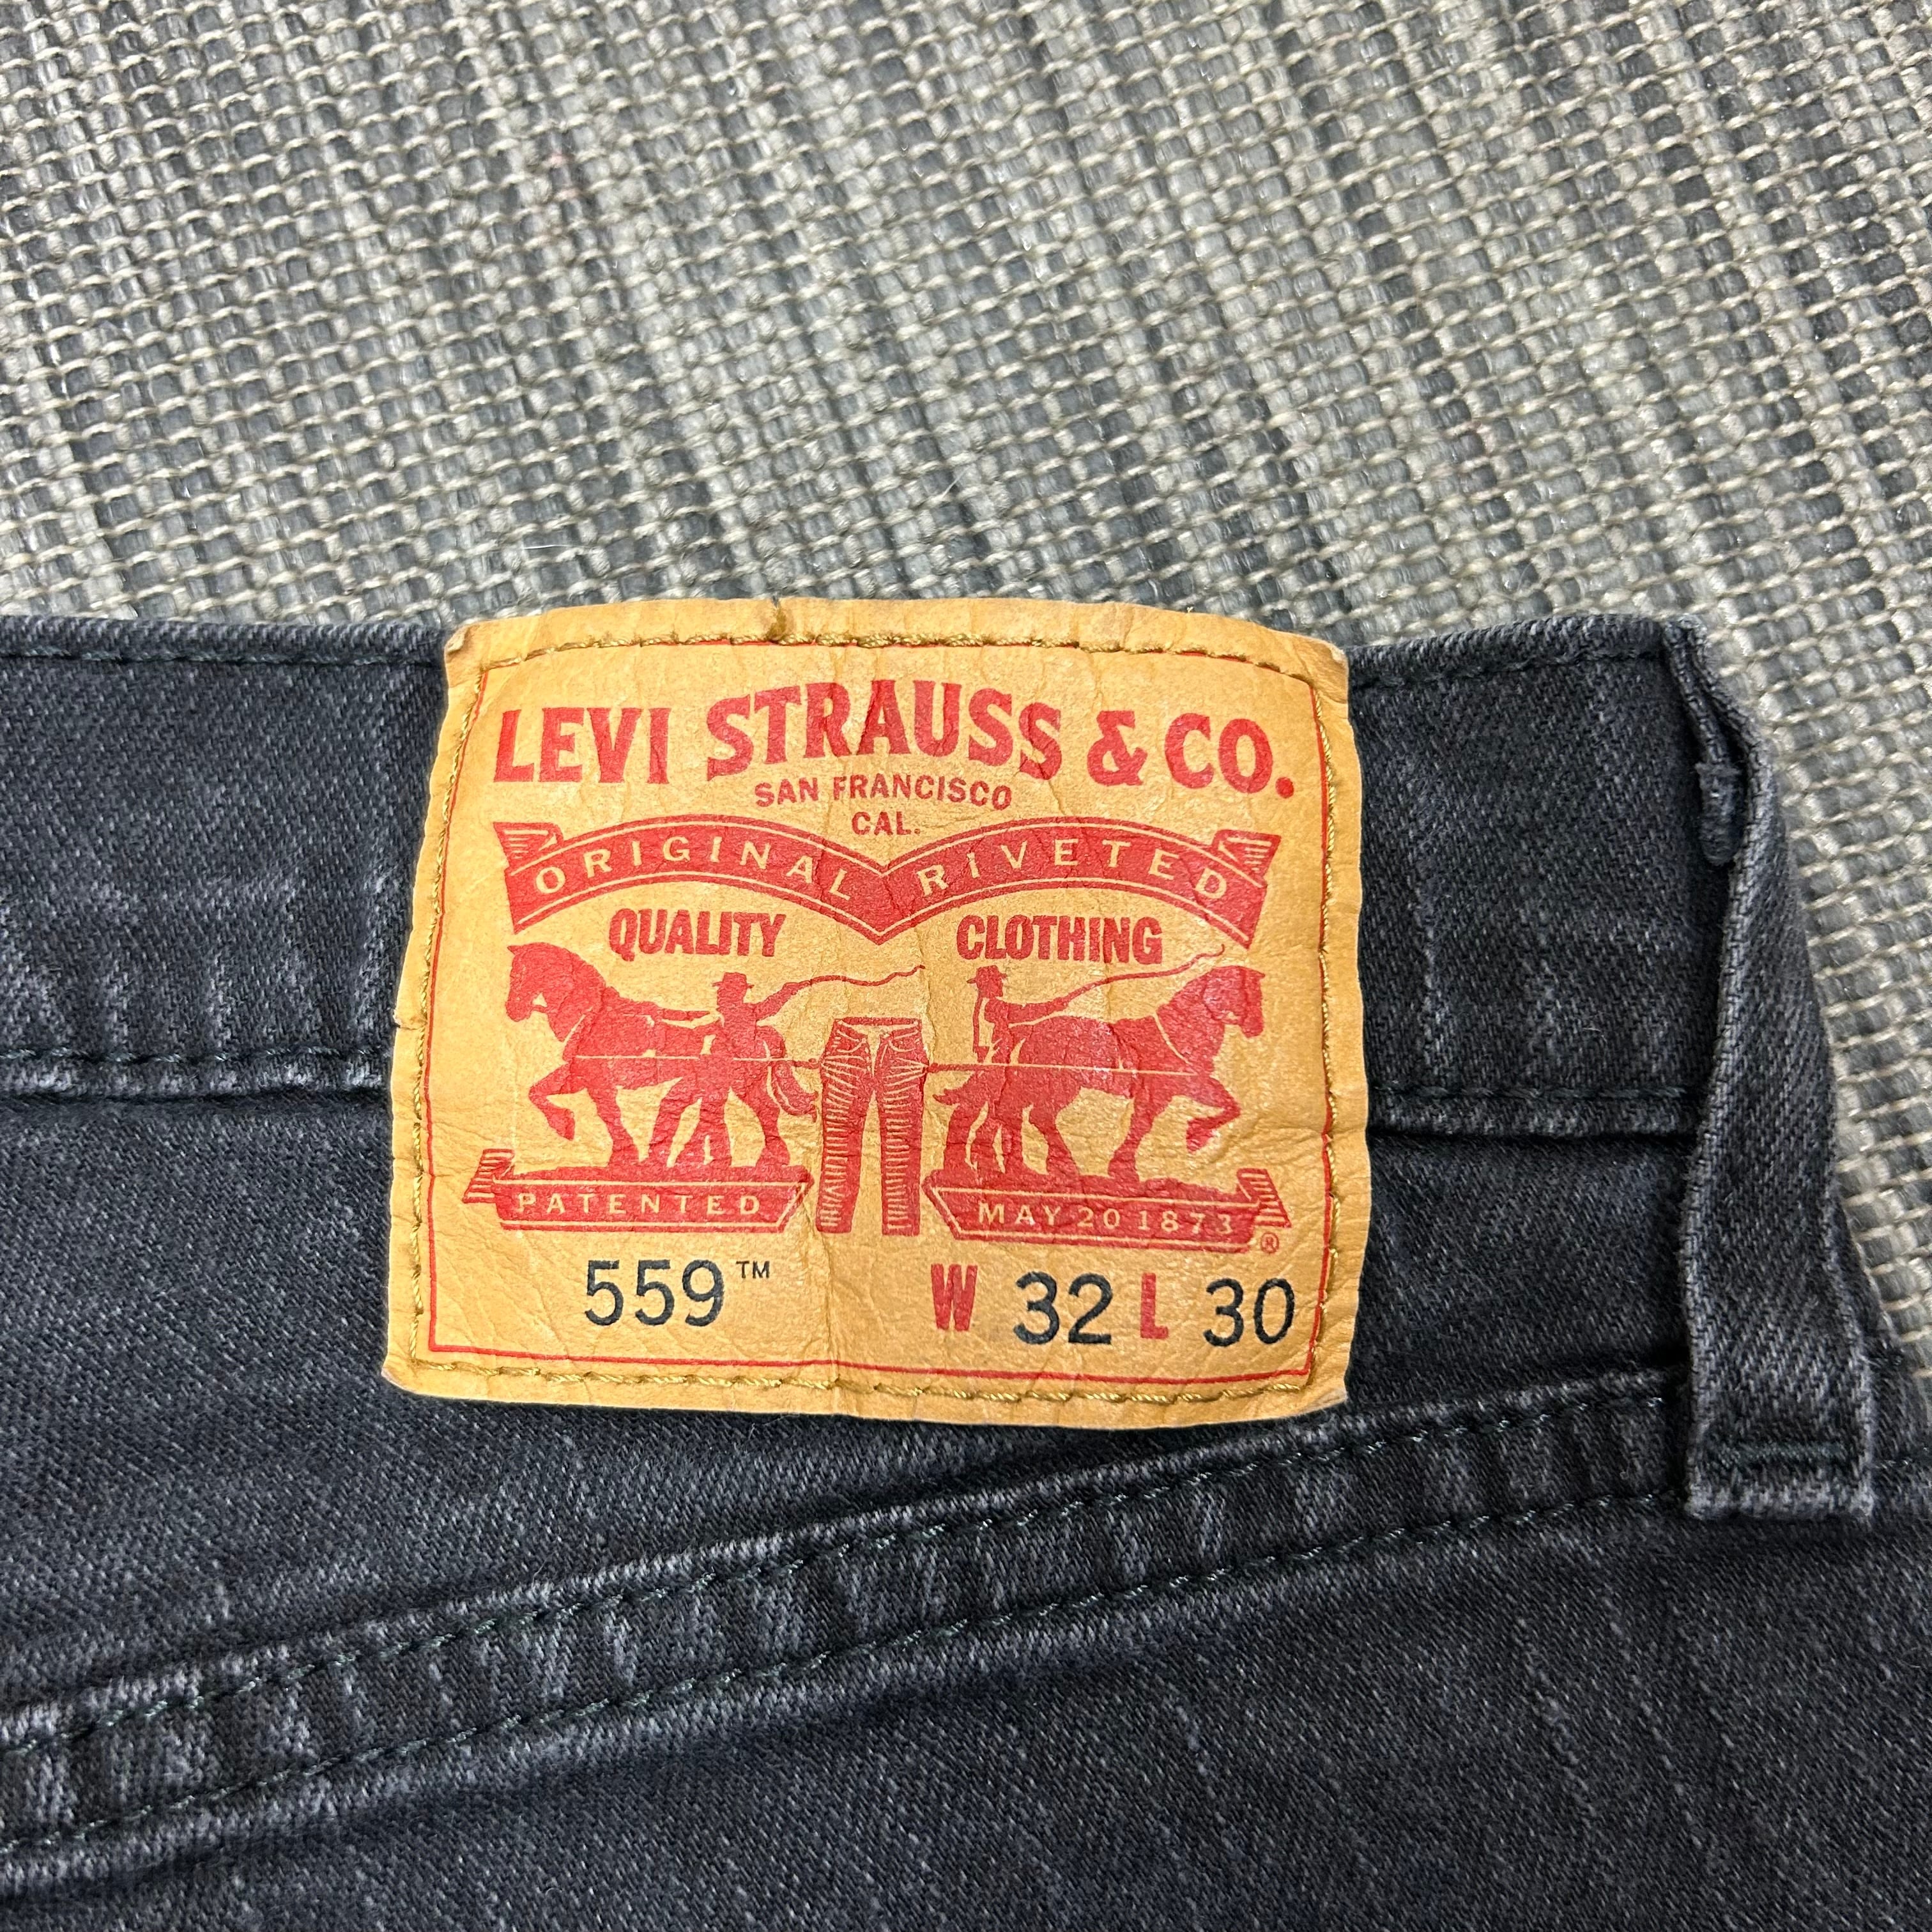 LEVI STRAUSS & CO.
SAN FRANCISCO
CAL.
ORIGINAL RIVETED
QUALITY CLOTHING
PATENTED MAY 20 1873 ®
559™ W 32 L 30